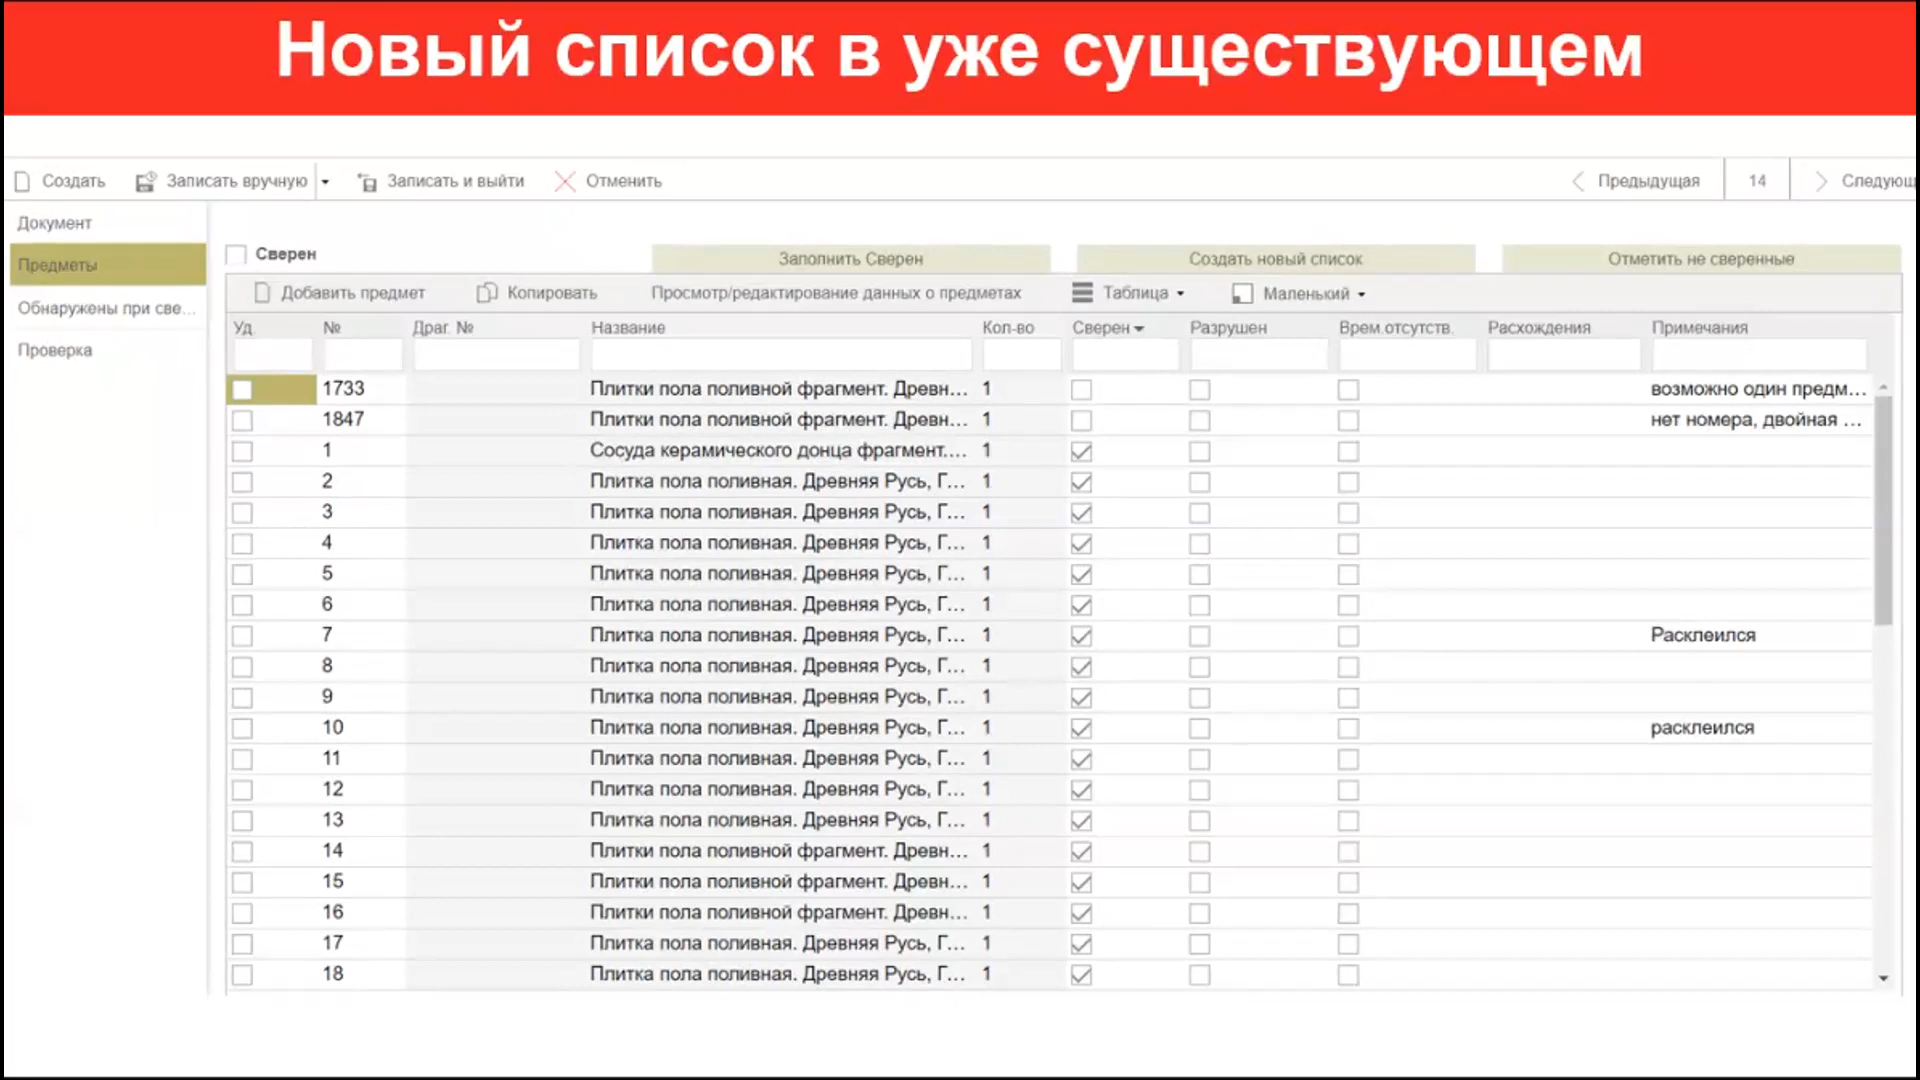 Новый список в уже существующем
Создать Записать вручную Записать и выйти Отменить Предыдущая 14 Следующ
Документ
Предметы
Обнаружены при све...
Проверка
Сверен Заполнить Сверен Создать новый список Отметить не сверенные
Добавить предмет Копировать Просмотр/редактирование данных о предметах Таблица Маленький
Уд. № Драг. № Название Кол-во Сверен Разрушен Врем.отсутств. Расхождения Примечания
1733 Плитки пола поливной фрагмент. Древн... 1 возможно один предм...
1847 Плитки пола поливной фрагмент. Древн... 1 нет номера, двойная ...
1 Сосуда керамического донца фрагмент.... 1
2 Плитка пола поливная. Древняя Русь, Г... 1
3 Плитка пола поливная. Древняя Русь, Г... 1
4 Плитка пола поливная. Древняя Русь, Г... 1
5 Плитка пола поливная. Древняя Русь, Г... 1
6 Плитка пола поливная. Древняя Русь, Г... 1
7 Плитка пола поливная. Древняя Русь, Г... 1 Расклеился
8 Плитка пола поливная. Древняя Русь, Г... 1
9 Плитка пола поливная. Древняя Русь, Г... 1
10 Плитка пола поливная. Древняя Русь, Г... 1 расклеился
11 Плитка пола поливная. Древняя Русь, Г... 1
12 Плитка пола поливная. Древняя Русь, Г... 1
13 Плитка пола поливная. Древняя Русь, Г... 1
14 Плитки пола поливной фрагмент. Древн... 1
15 Плитки пола поливной фрагмент. Древн... 1
16 Плитки пола поливной фрагмент. Древн... 1
17 Плитка пола поливная. Древняя Русь, Г... 1
18 Плитка пола поливная. Древняя Русь, Г... 1